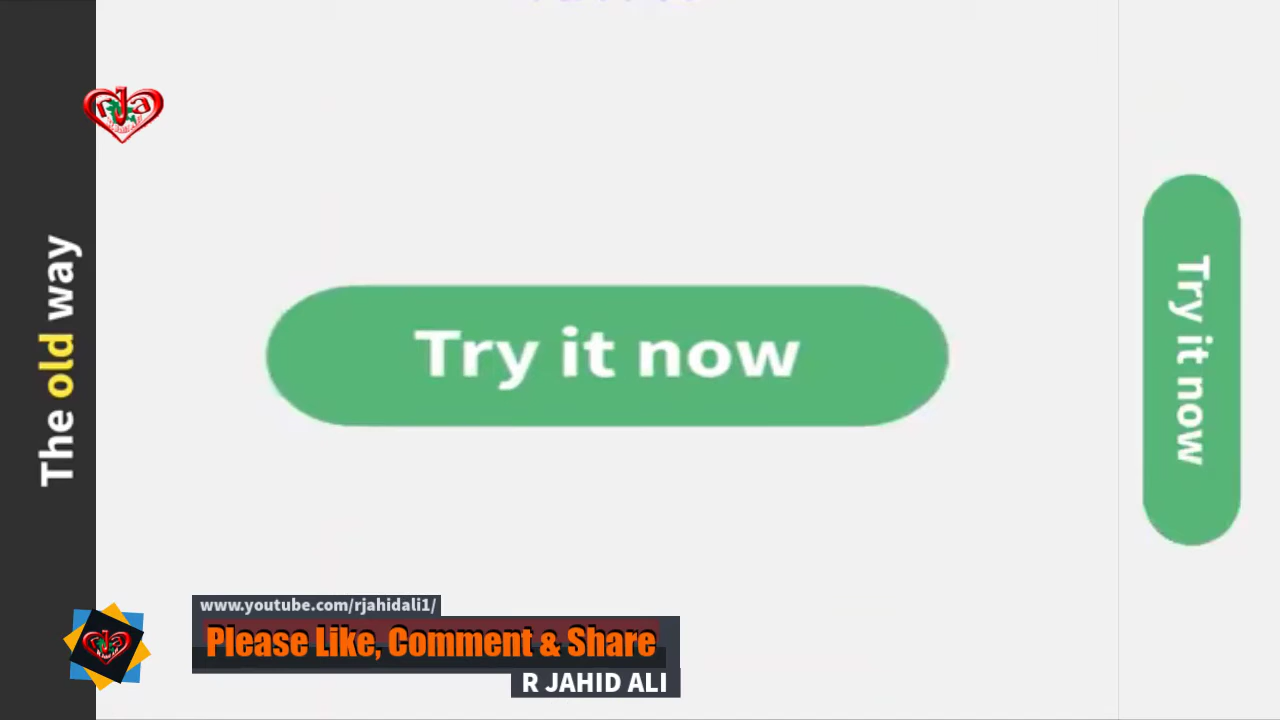 The old way
Try it now
Try it now
www.youtube.com/rjahidali1/
Please Like, Comment & Share
R JAHID ALI
rJa